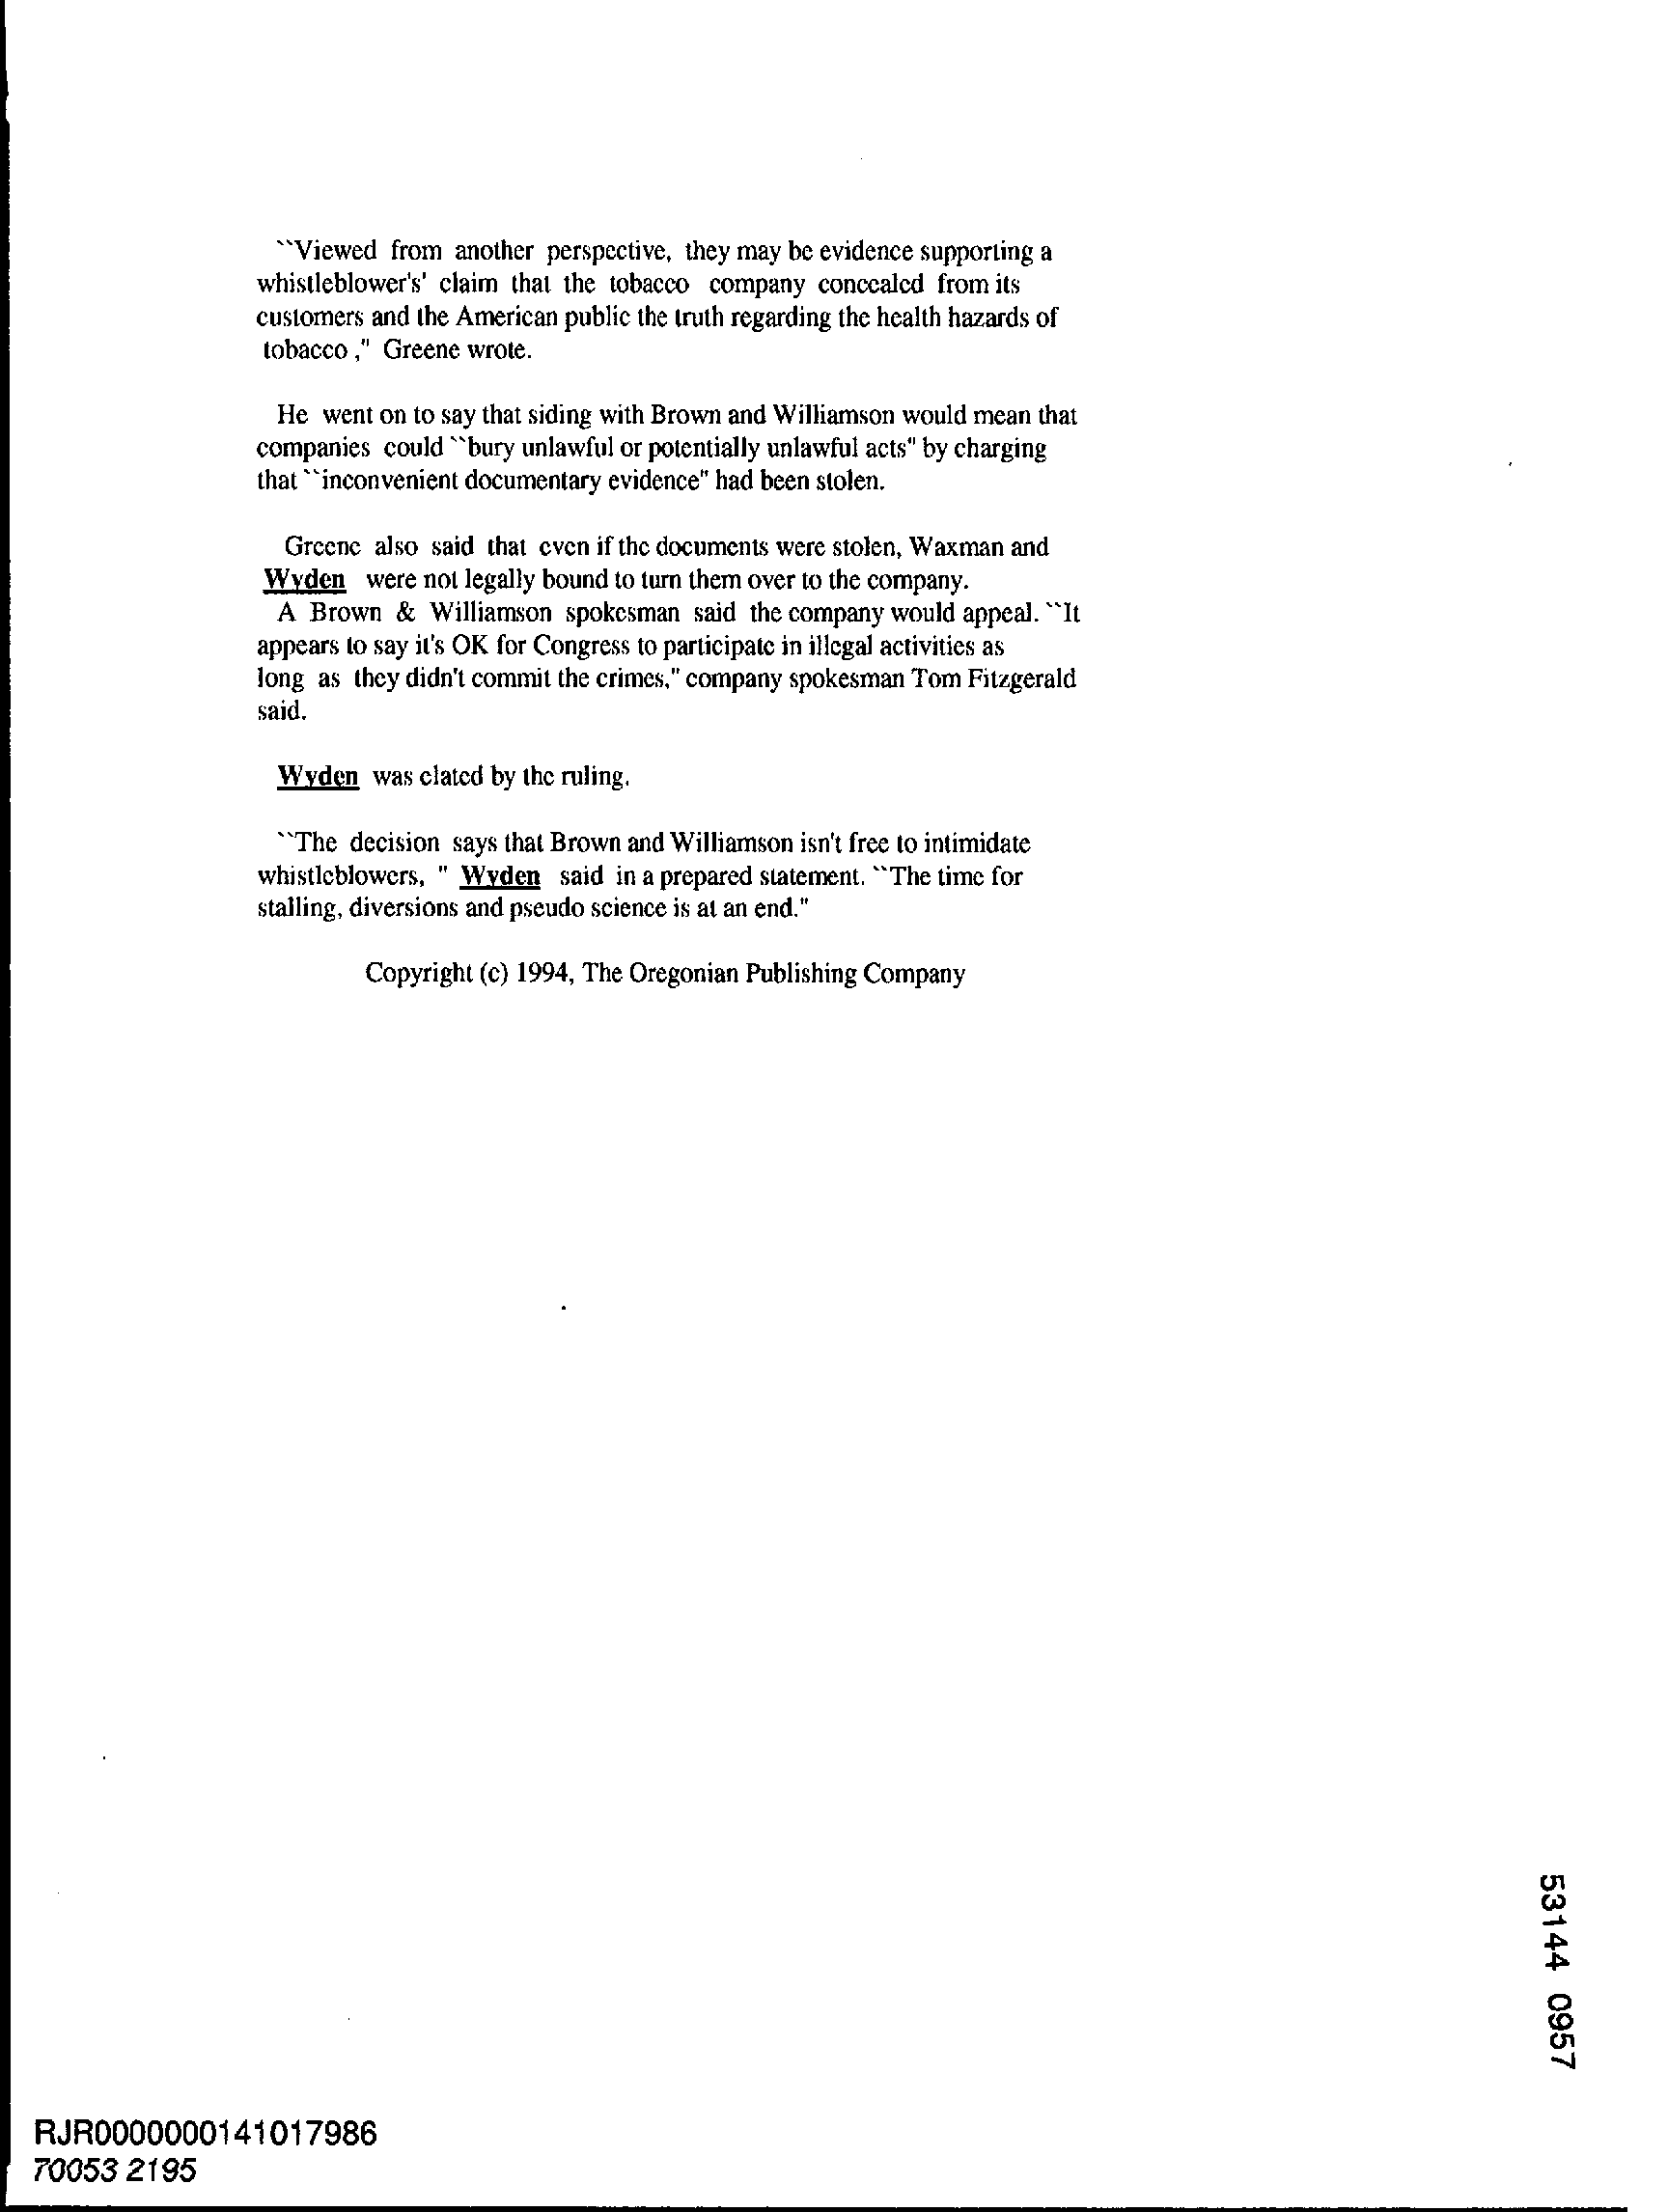 ``Viewed from another perspective, they may be evidence supporting a
whistleblower's' claim that the tobacco company concealed from its
customers and the American public the truth regarding the health hazards of
tobacco ," Greene wrote.
He went on to say that siding with Brown and Williamson would mean that
companies could ``bury unlawful or potentially unlawful acts" by charging
that ``inconvenient documentary evidence" had been stolen.
Greene also said that even if the documents were stolen, Waxman and
Wyden were not legally bound to turn them over to the company.
A Brown & Williamson spokesman said the company would appeal. ``It
appears to say it's OK for Congress to participate in illegal activities as
long as they didn't commit the crimes," company spokesman Tom Fitzgerald
said.
Wyden was elated by the ruling.
``The decision says that Brown and Williamson isn't free to intimidate
whistleblowers, " Wyden said in a prepared statement. ``The time for
stalling, diversions and pseudo science is at an end."
Copyright (c) 1994, The Oregonian Publishing Company
53144 0957
RJR0000000141017986
70053 2195